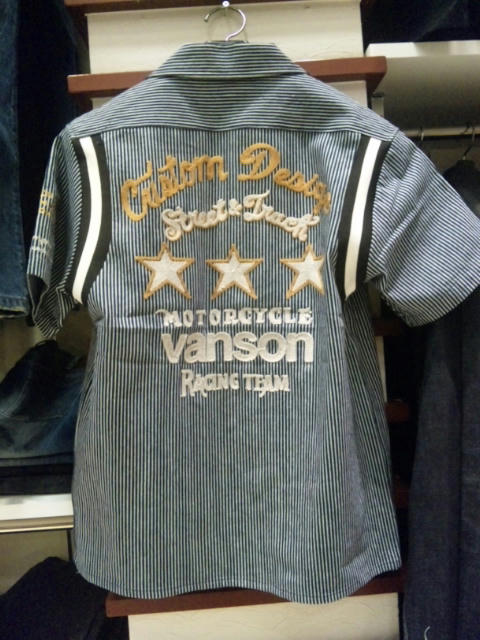 Custom Design
Street & Track
MOTORCYCLE
vanson
RACING TEAM